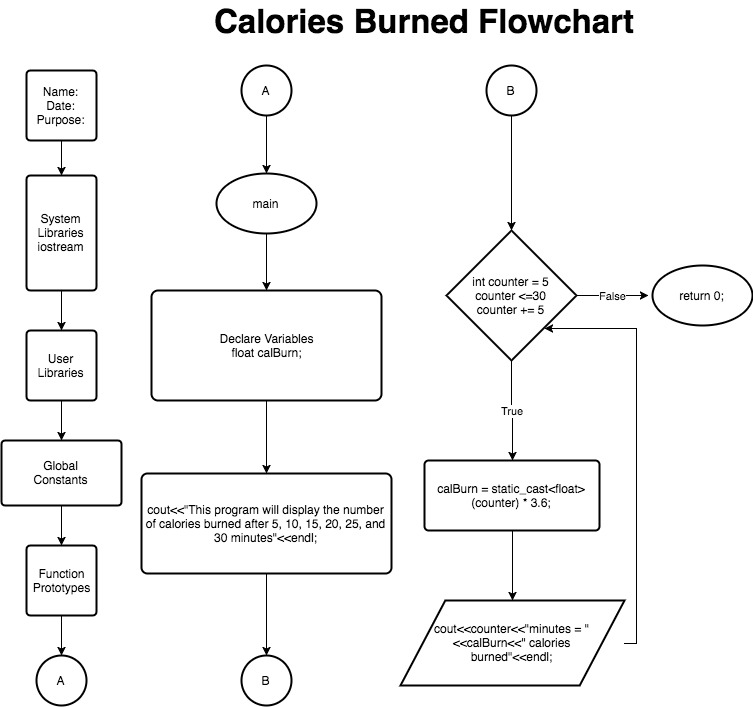 Calories Burned Flowchart
Name:
Date:
Purpose:
System
Libraries
iostream
User
Libraries
Global
Constants
Function
Prototypes
A
A
main
Declare Variables
float calBurn;
cout<<"This program will display the number
of calories burned after 5, 10, 15, 20, 25, and
30 minutes"<<endl;
B
B
int counter = 5
counter <=30
counter += 5
False
return 0;
True
calBurn = static_cast<float>
(counter) * 3.6;
cout<<counter<<"minutes = "
<<calBurn<<" calories
burned"<<endl;